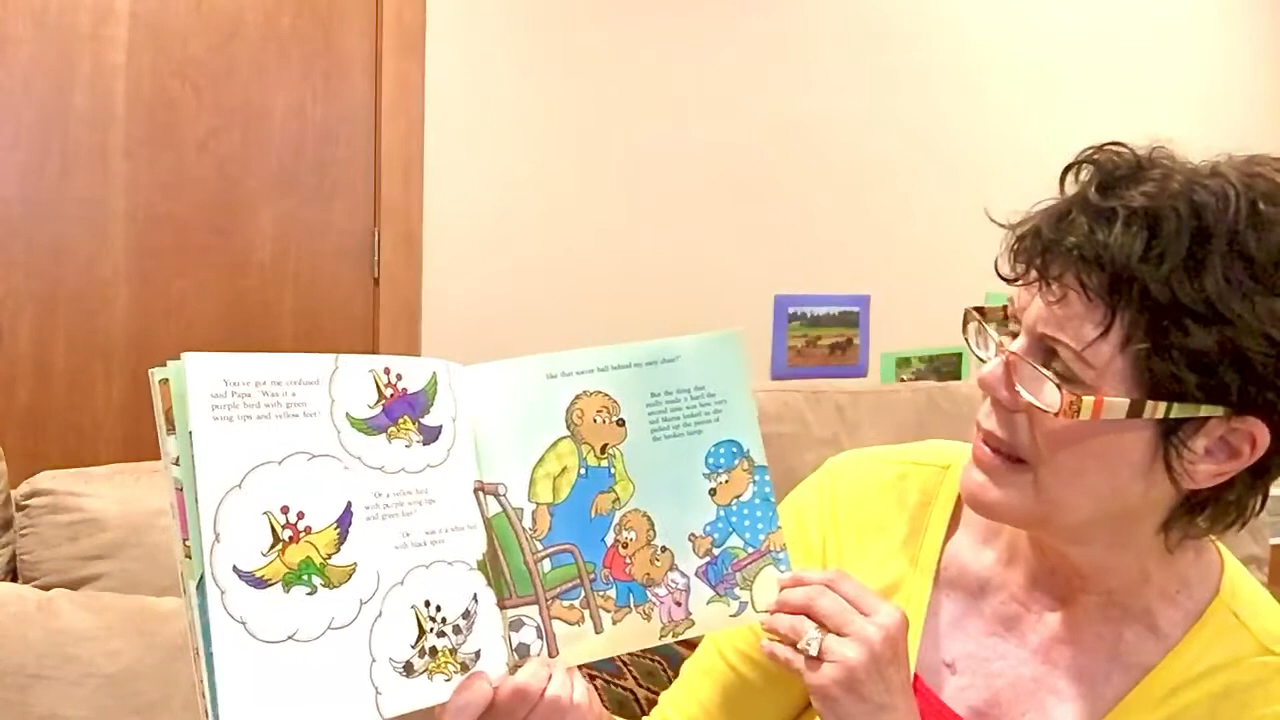 You've got me confused
said Papa. "Was it a
purple bird with green
wing tips and yellow feet?
"Or a yellow bird
with purple wing tips
and green feet?
"Or . . . was it a white bird
with black spots
like that soccer ball behind my easy chair?"
But the thing that
really made it hard the
second time was how very
sad Mama looked as she
picked up the pieces of
the broken lamp.